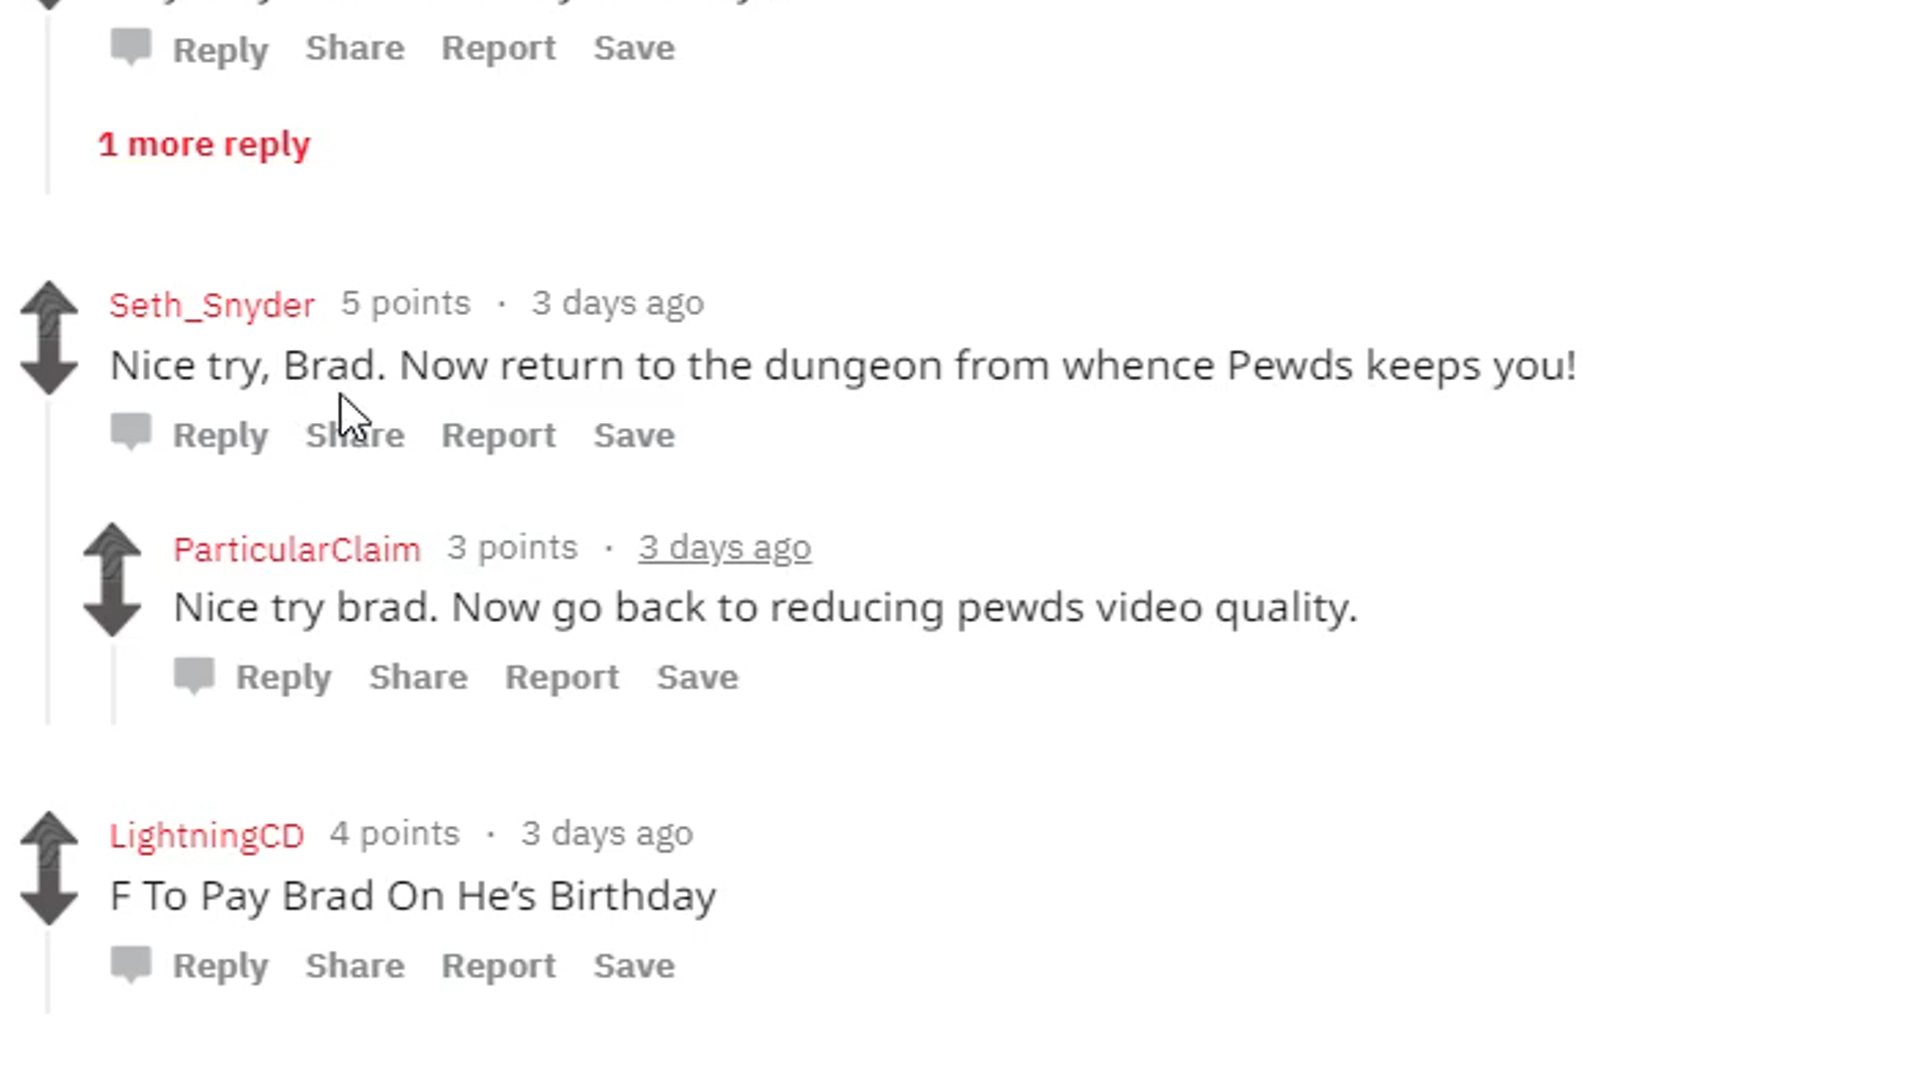 Reply Share Report Save
1 more reply
Seth_Snyder 5 points · 3 days ago
Nice try, Brad. Now return to the dungeon from whence Pewds keeps you!
Reply Share Report Save
ParticularClaim 3 points · 3 days ago
Nice try brad. Now go back to reducing pewds video quality.
Reply Share Report Save
LightningCD 4 points · 3 days ago
F To Pay Brad On He’s Birthday
Reply Share Report Save